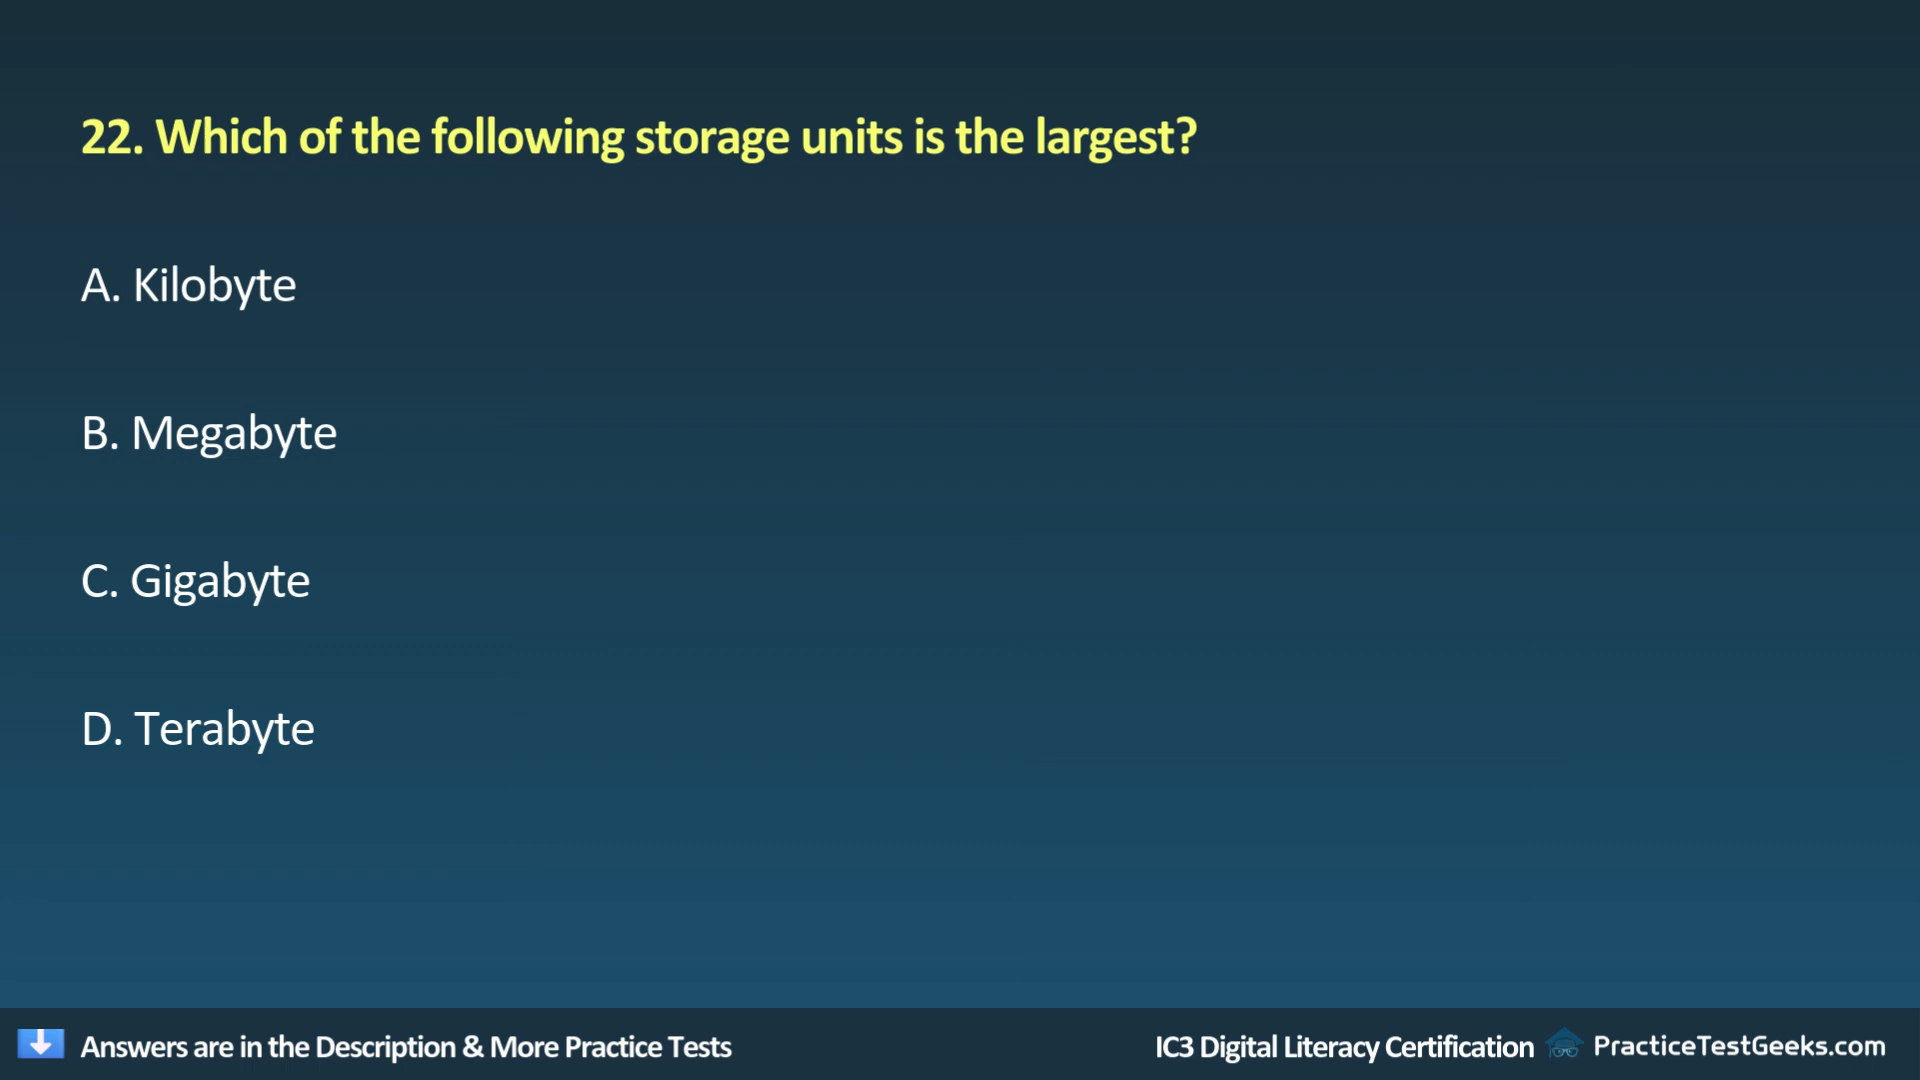 22. Which of the following storage units is the largest?
A. Kilobyte
B. Megabyte
C. Gigabyte
D. Terabyte
Answers are in the Description & More Practice Tests
IC3 Digital Literacy Certification
PracticeTestGeeks.com